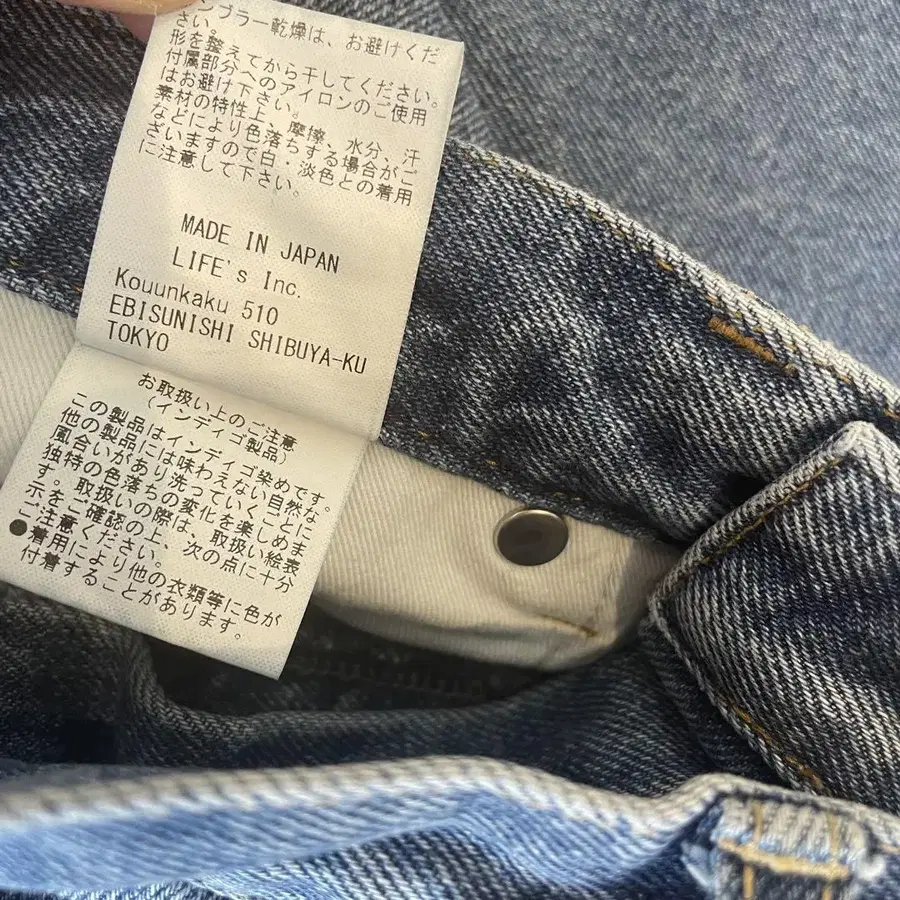 ンブラー乾燥は、お避けくだ
さい。
形を整えてから干してください。
付属部分へのアイロンのご使用
はお避け下さい。
素材の特性上、摩擦、水分、汗
などにより色落ちする場合がご
ざいますので白・淡色との着用
に注意して下さい。
MADE IN JAPAN
LIFE's Inc.
Kouunkaku 510
EBISUNISHI SHIBUYA-KU
TOKYO
お取扱い上のご注意
(インディゴ製品)
この製品はインディゴ染めです。
他の製品には味わえない自然な
風合いがあり洗っていくことに
独特の色落ちの変化を楽しめま
す。取扱いの際は、取扱い絵表
示をご確認の上、次の点に十分
ご注意ください。
●着用により他の衣類等に色が
付着することがあります。